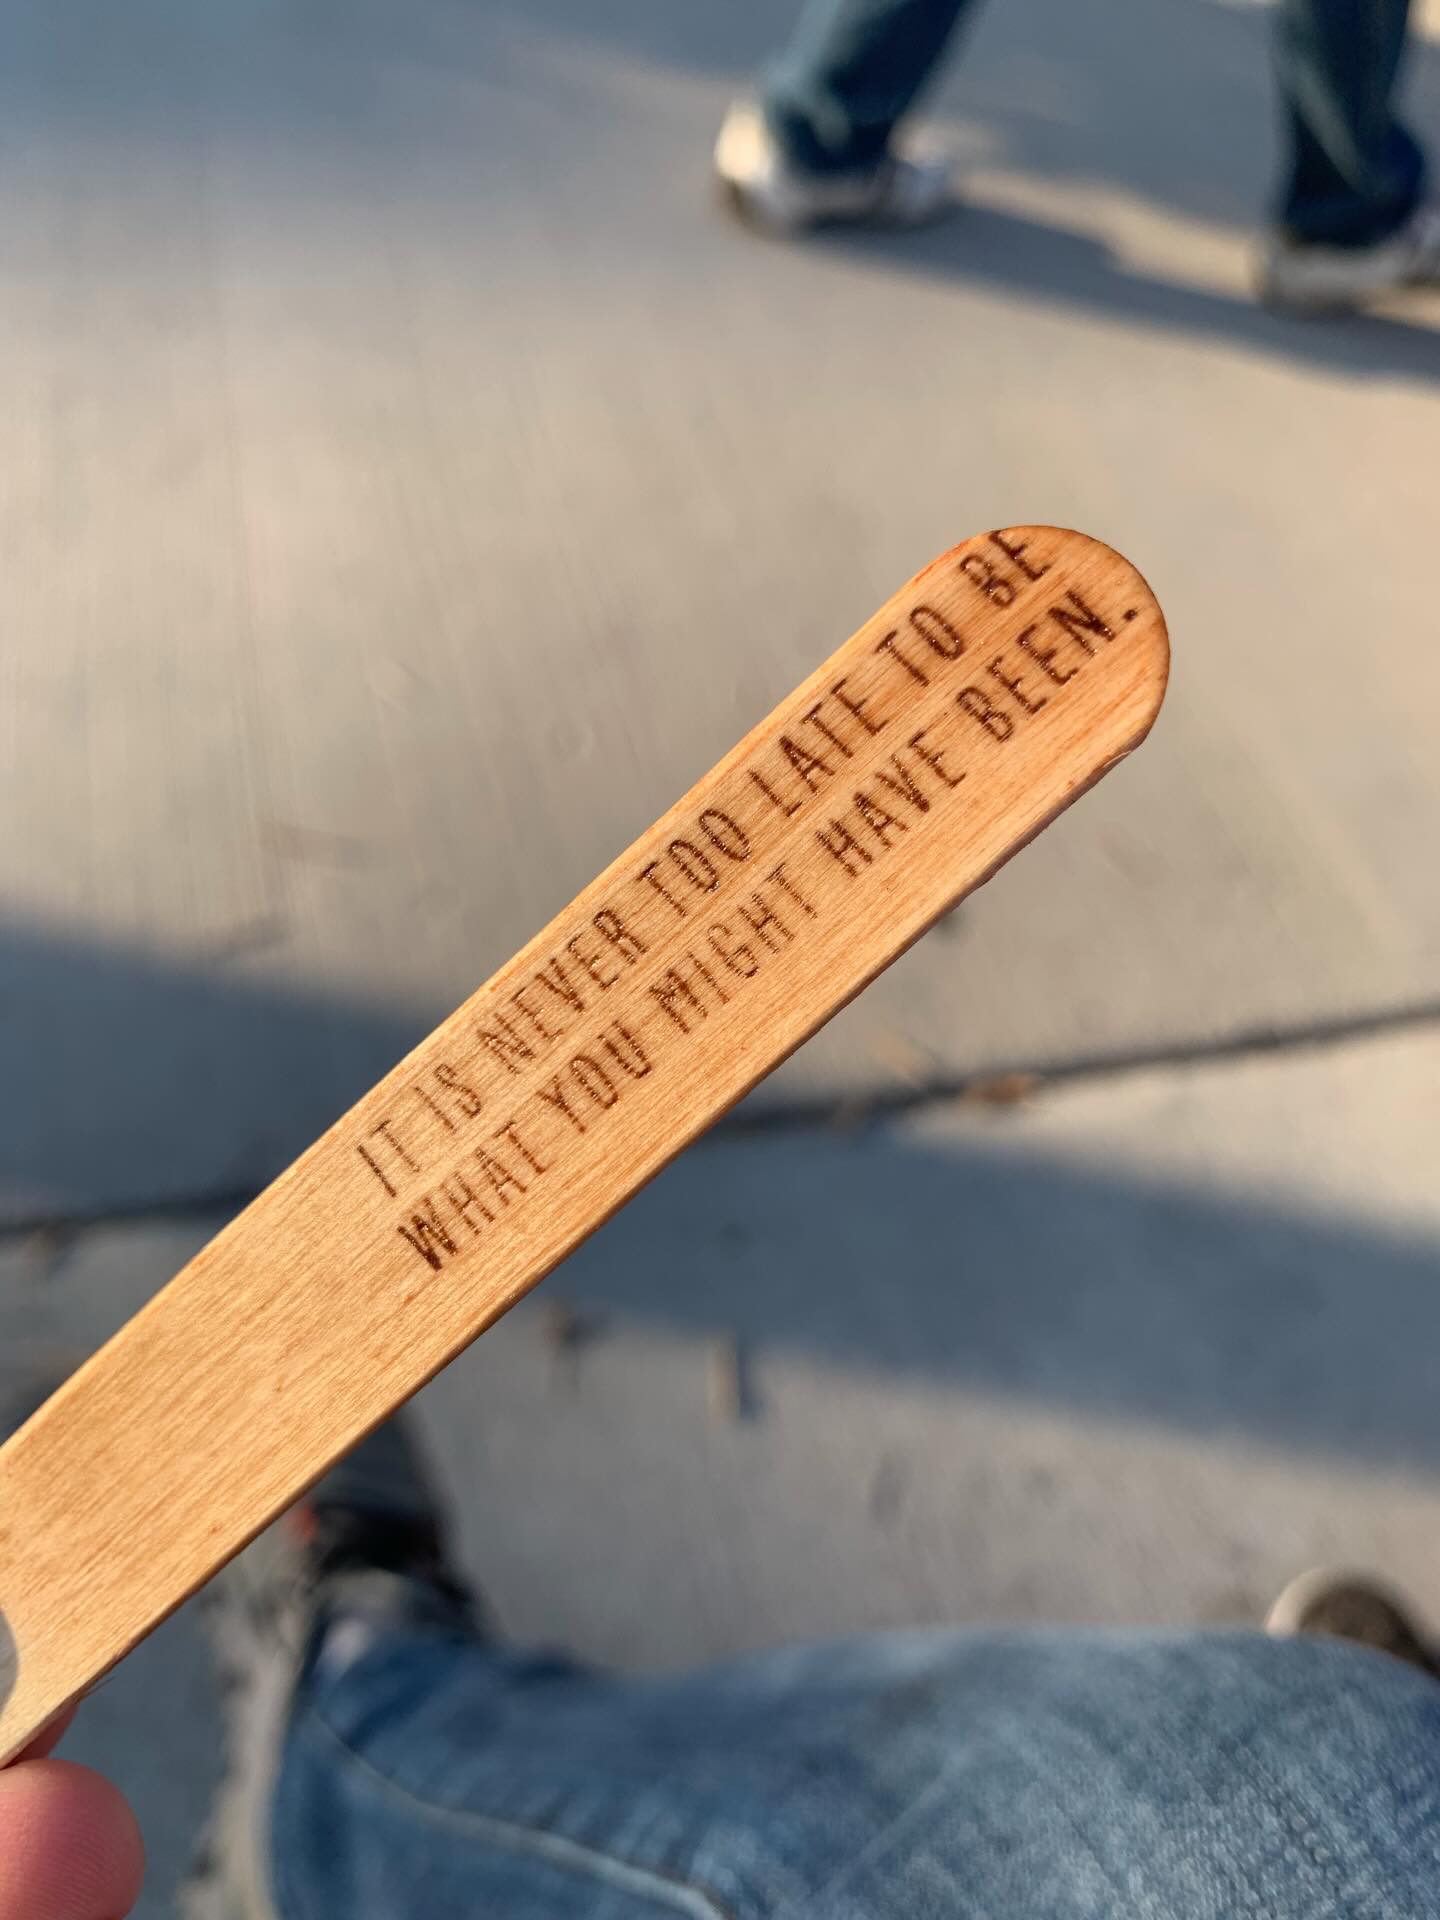 IT IS NEVER TOO LATE TO BE
WHAT YOU MIGHT HAVE BEEN.